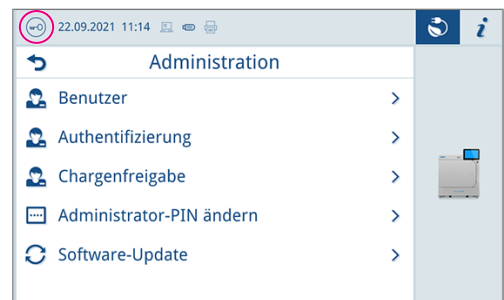 22.09.2021 11:14
Administration
Benutzer
Authentifizierung
Chargenfreigabe
Administrator-PIN ändern
Software-Update